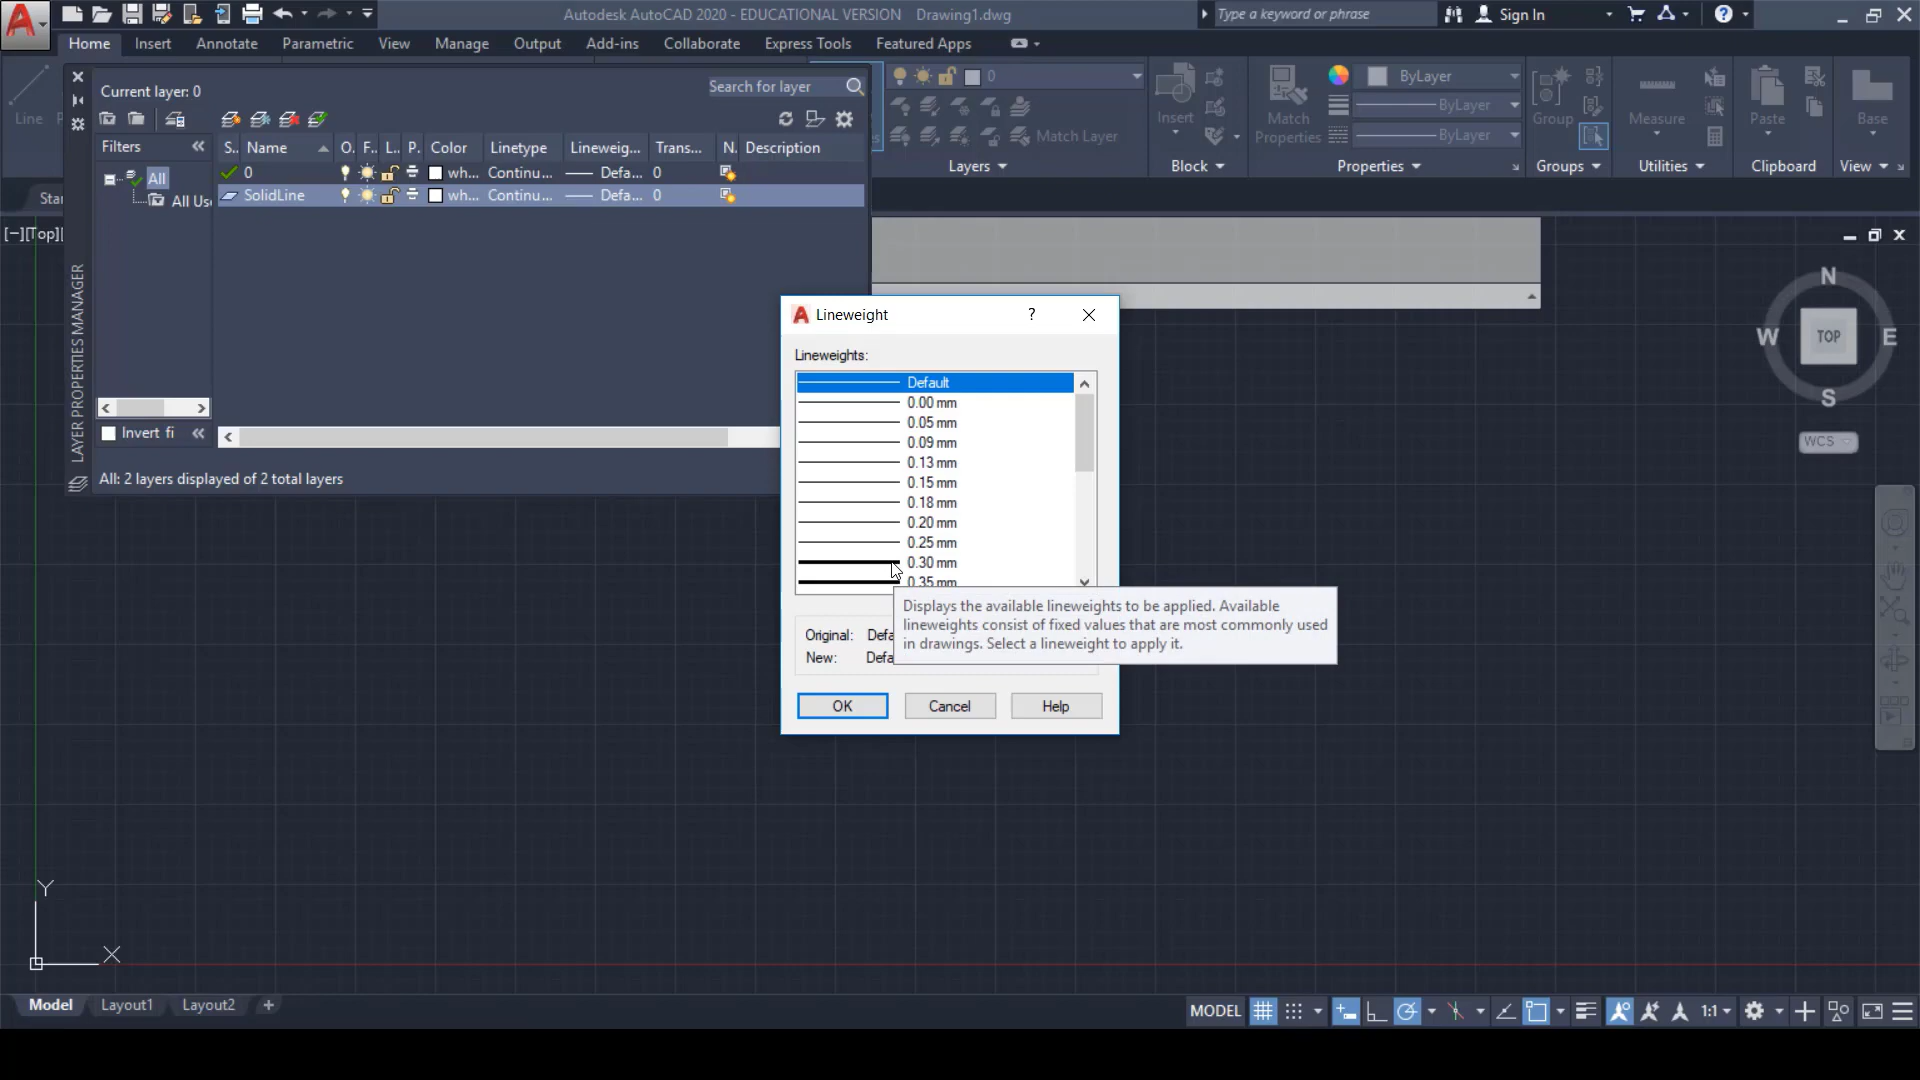 Autodesk AutoCAD 2020 - EDUCATIONAL VERSION Drawing1.dwg
Type a keyword or phrase
Sign In
Home Insert Annotate Parametric View Manage Output Add-ins Collaborate Express Tools Featured Apps
Line
Current layer: 0
Search for layer
Filters
All
All Us
Invert fi
S.. Name O. F.. L.. P. Color Linetype Lineweig... Trans... N. Description
0 wh... Continu... Defa... 0
SolidLine wh... Continu... Defa... 0
All: 2 layers displayed of 2 total layers
LAYER PROPERTIES MANAGER
0
Match Layer
Layers
Insert
Block
Match
Properties
ByLayer
ByLayer
ByLayer
Properties
Group
Groups
Measure
Utilities
Paste
Clipboard
Base
View
Star
[−][Top][
N
W TOP E
S
WCS
Lineweight ?
Lineweights:
Default
0.00 mm
0.05 mm
0.09 mm
0.13 mm
0.15 mm
0.18 mm
0.20 mm
0.25 mm
0.30 mm
0.35 mm
Displays the available lineweights to be applied. Available
lineweights consist of fixed values that are most commonly used
in drawings. Select a lineweight to apply it.
Original: Defa
New: Defa
OK Cancel Help
Y
X
Model Layout1 Layout2 +
MODEL 1:1